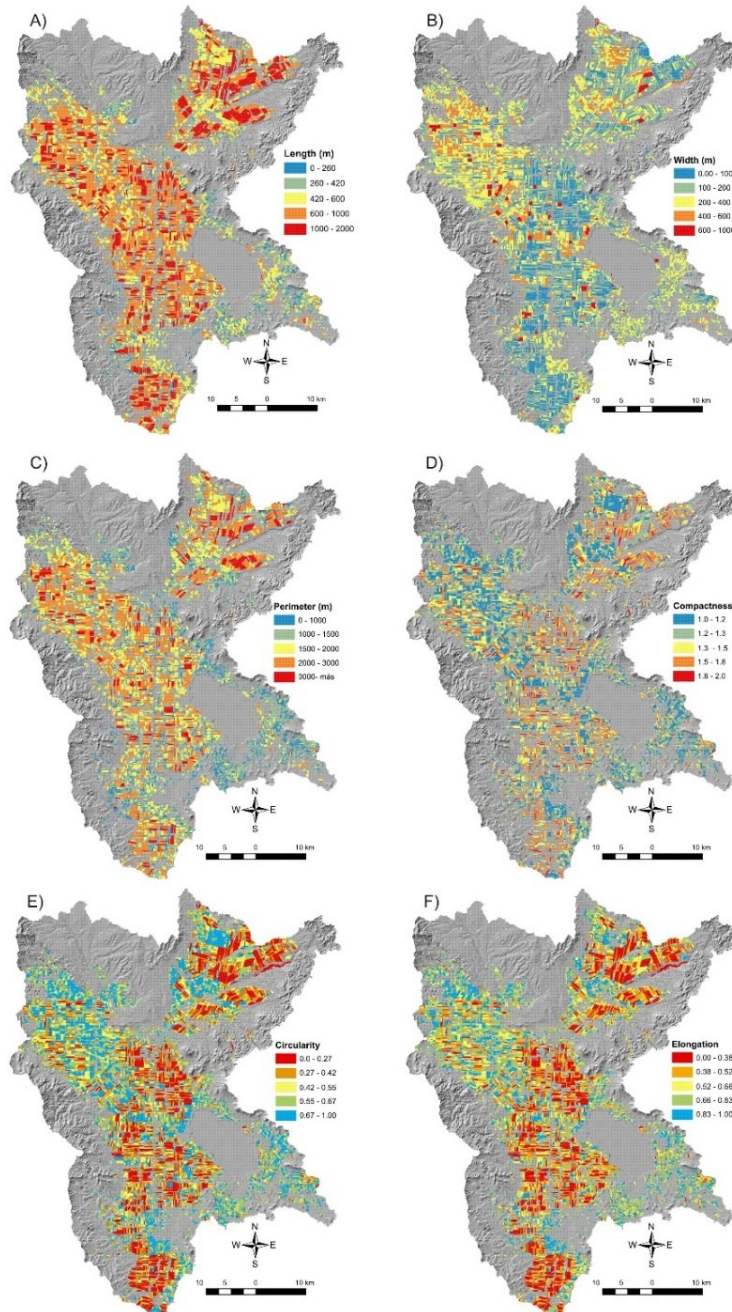 A)
Length (m)
0 - 260
260 - 420
420 - 600
600 - 1000
1000 - 2000
N
W E
S
10 5 0 10 km
B)
Width (m)
0.00 - 100
100 - 200
200 - 400
400 - 600
600 - 1000
N
W E
S
10 5 0 10 km
C)
Perimeter (m)
0 - 1000
1000 - 1500
1500 - 2000
2000 - 3000
3000- más
N
W E
S
10 5 0 10 km
D)
Compactness
1.0 - 1.2
1.2 - 1.3
1.3 - 1.5
1.5 - 1.8
1.8 - 2.0
N
W E
S
10 5 0 10 km
E)
Circularity
0.0 - 0.27
0.27 - 0.42
0.42 - 0.55
0.55 - 0.67
0.67 - 1.00
N
W E
S
10 5 0 10 km
F)
Elongation
0.00 - 0.38
0.38 - 0.52
0.52 - 0.66
0.66 - 0.83
0.83 - 1.00
N
W E
S
10 5 0 10 km